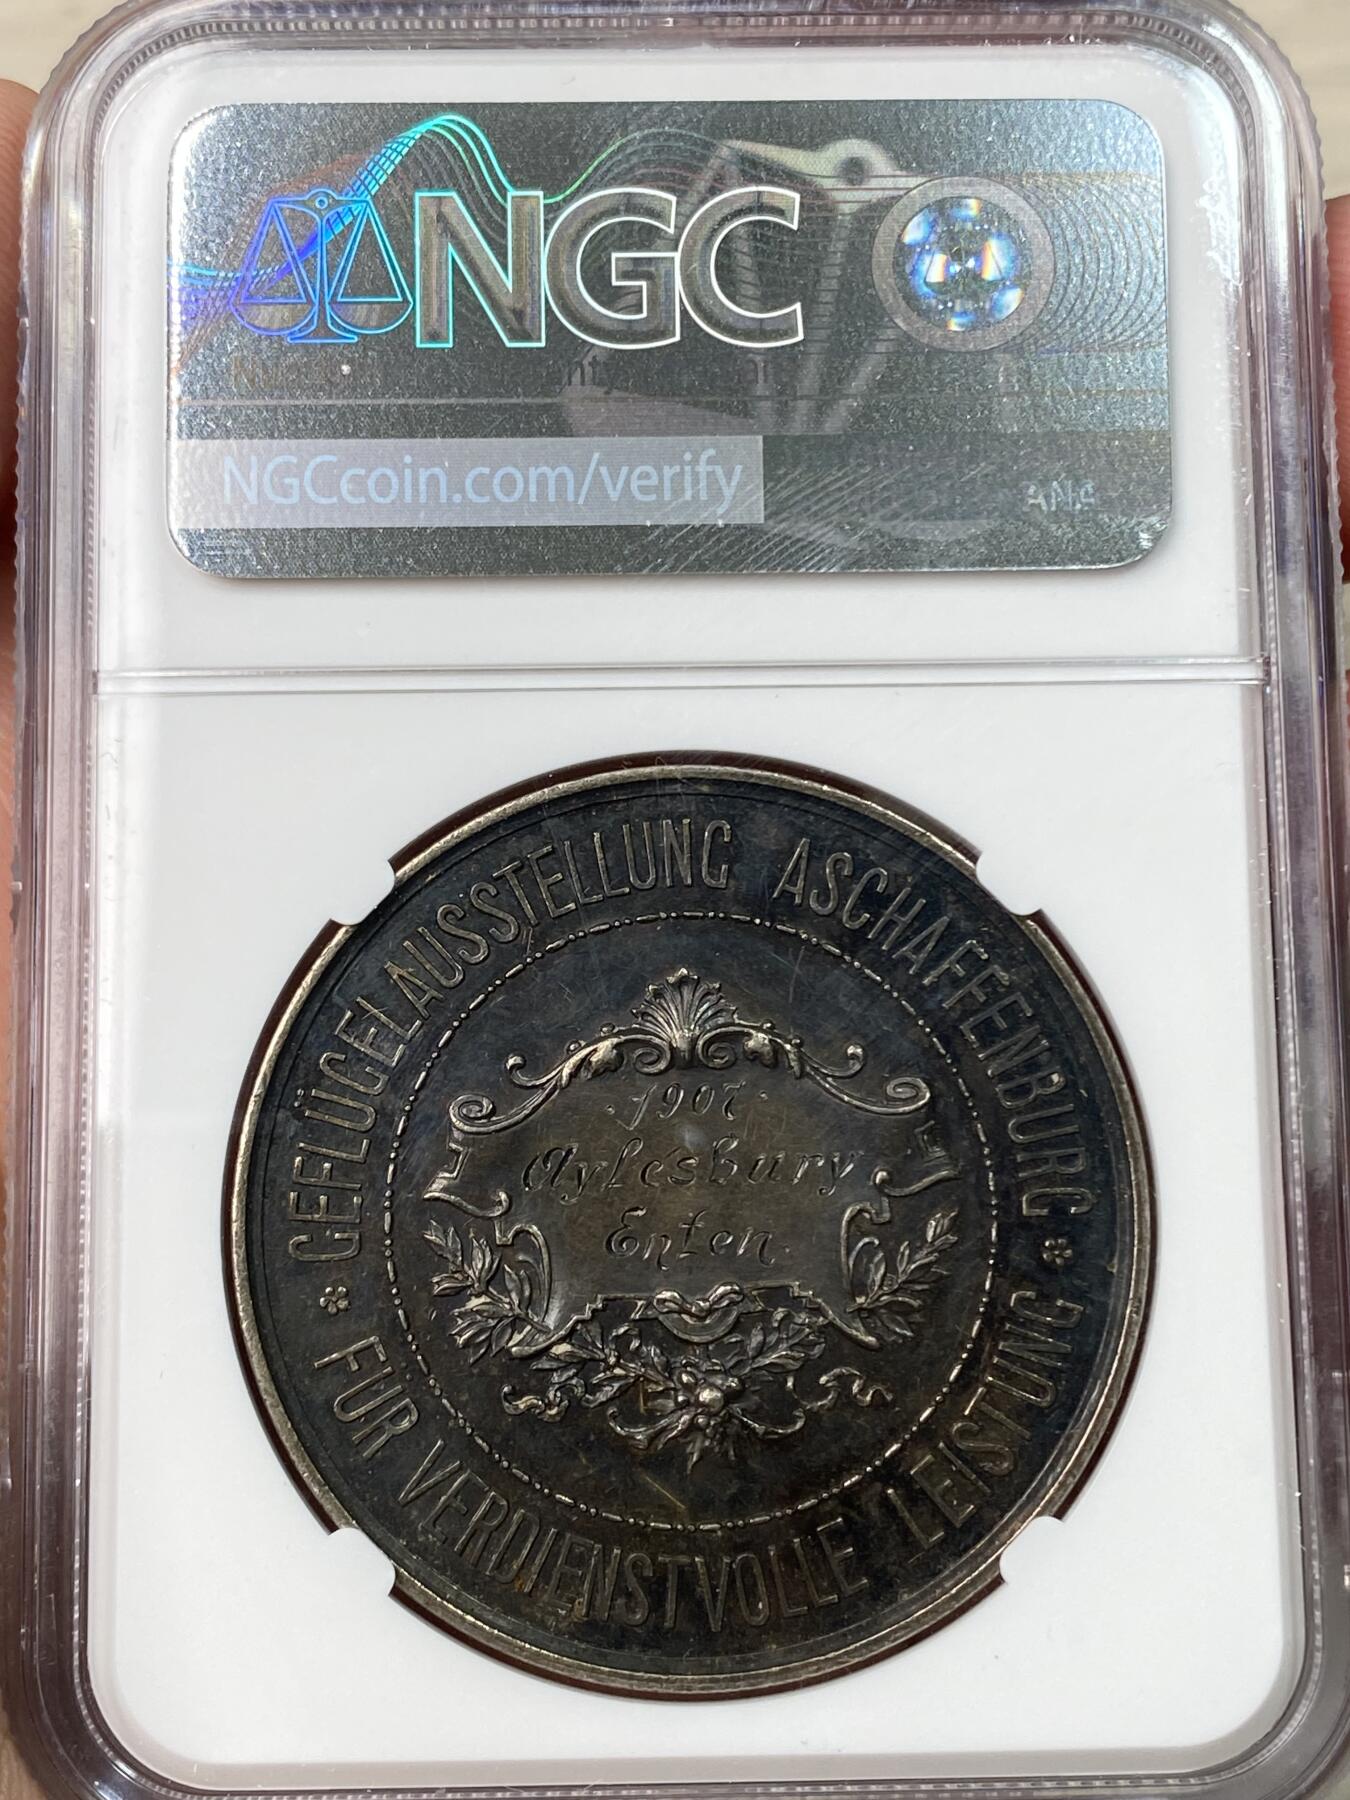 NGC
NGCcoin.com/verify
GEFLÜGELAUSSTELLUNG ASCHAFFENBURG
·1907·
Aylesbury
Enten.
FÜR VERDIENSTVOLLE LEISTUNG